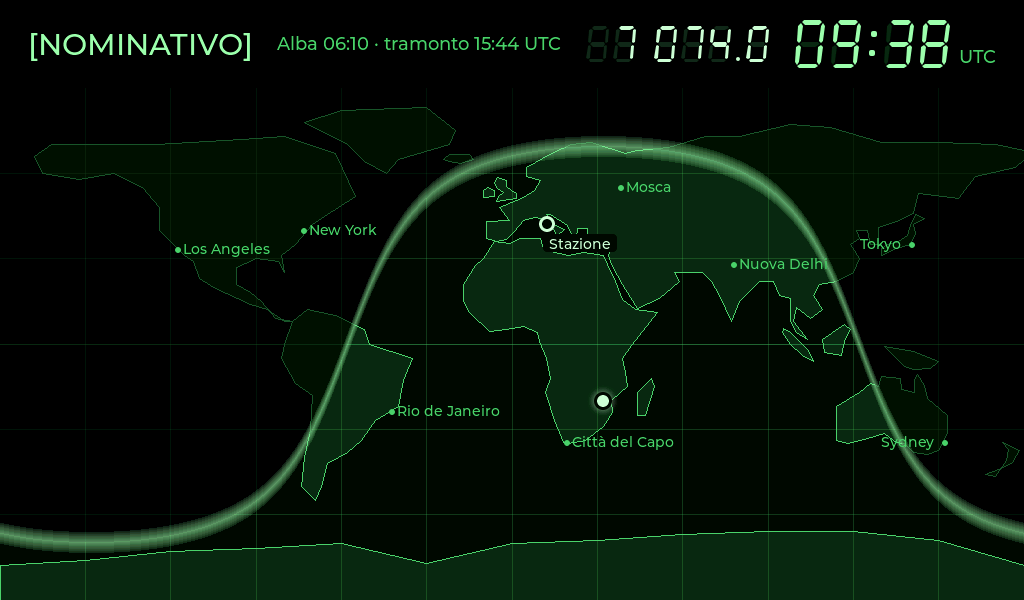 [NOMINATIVO] Alba 06:10 · tramonto 15:44 UTC 7 074.0 09:38 UTC
Mosca
New York
Los Angeles
Stazione
Tokyo
Nuova Delhi
Rio de Janeiro
Città del Capo
Sydney